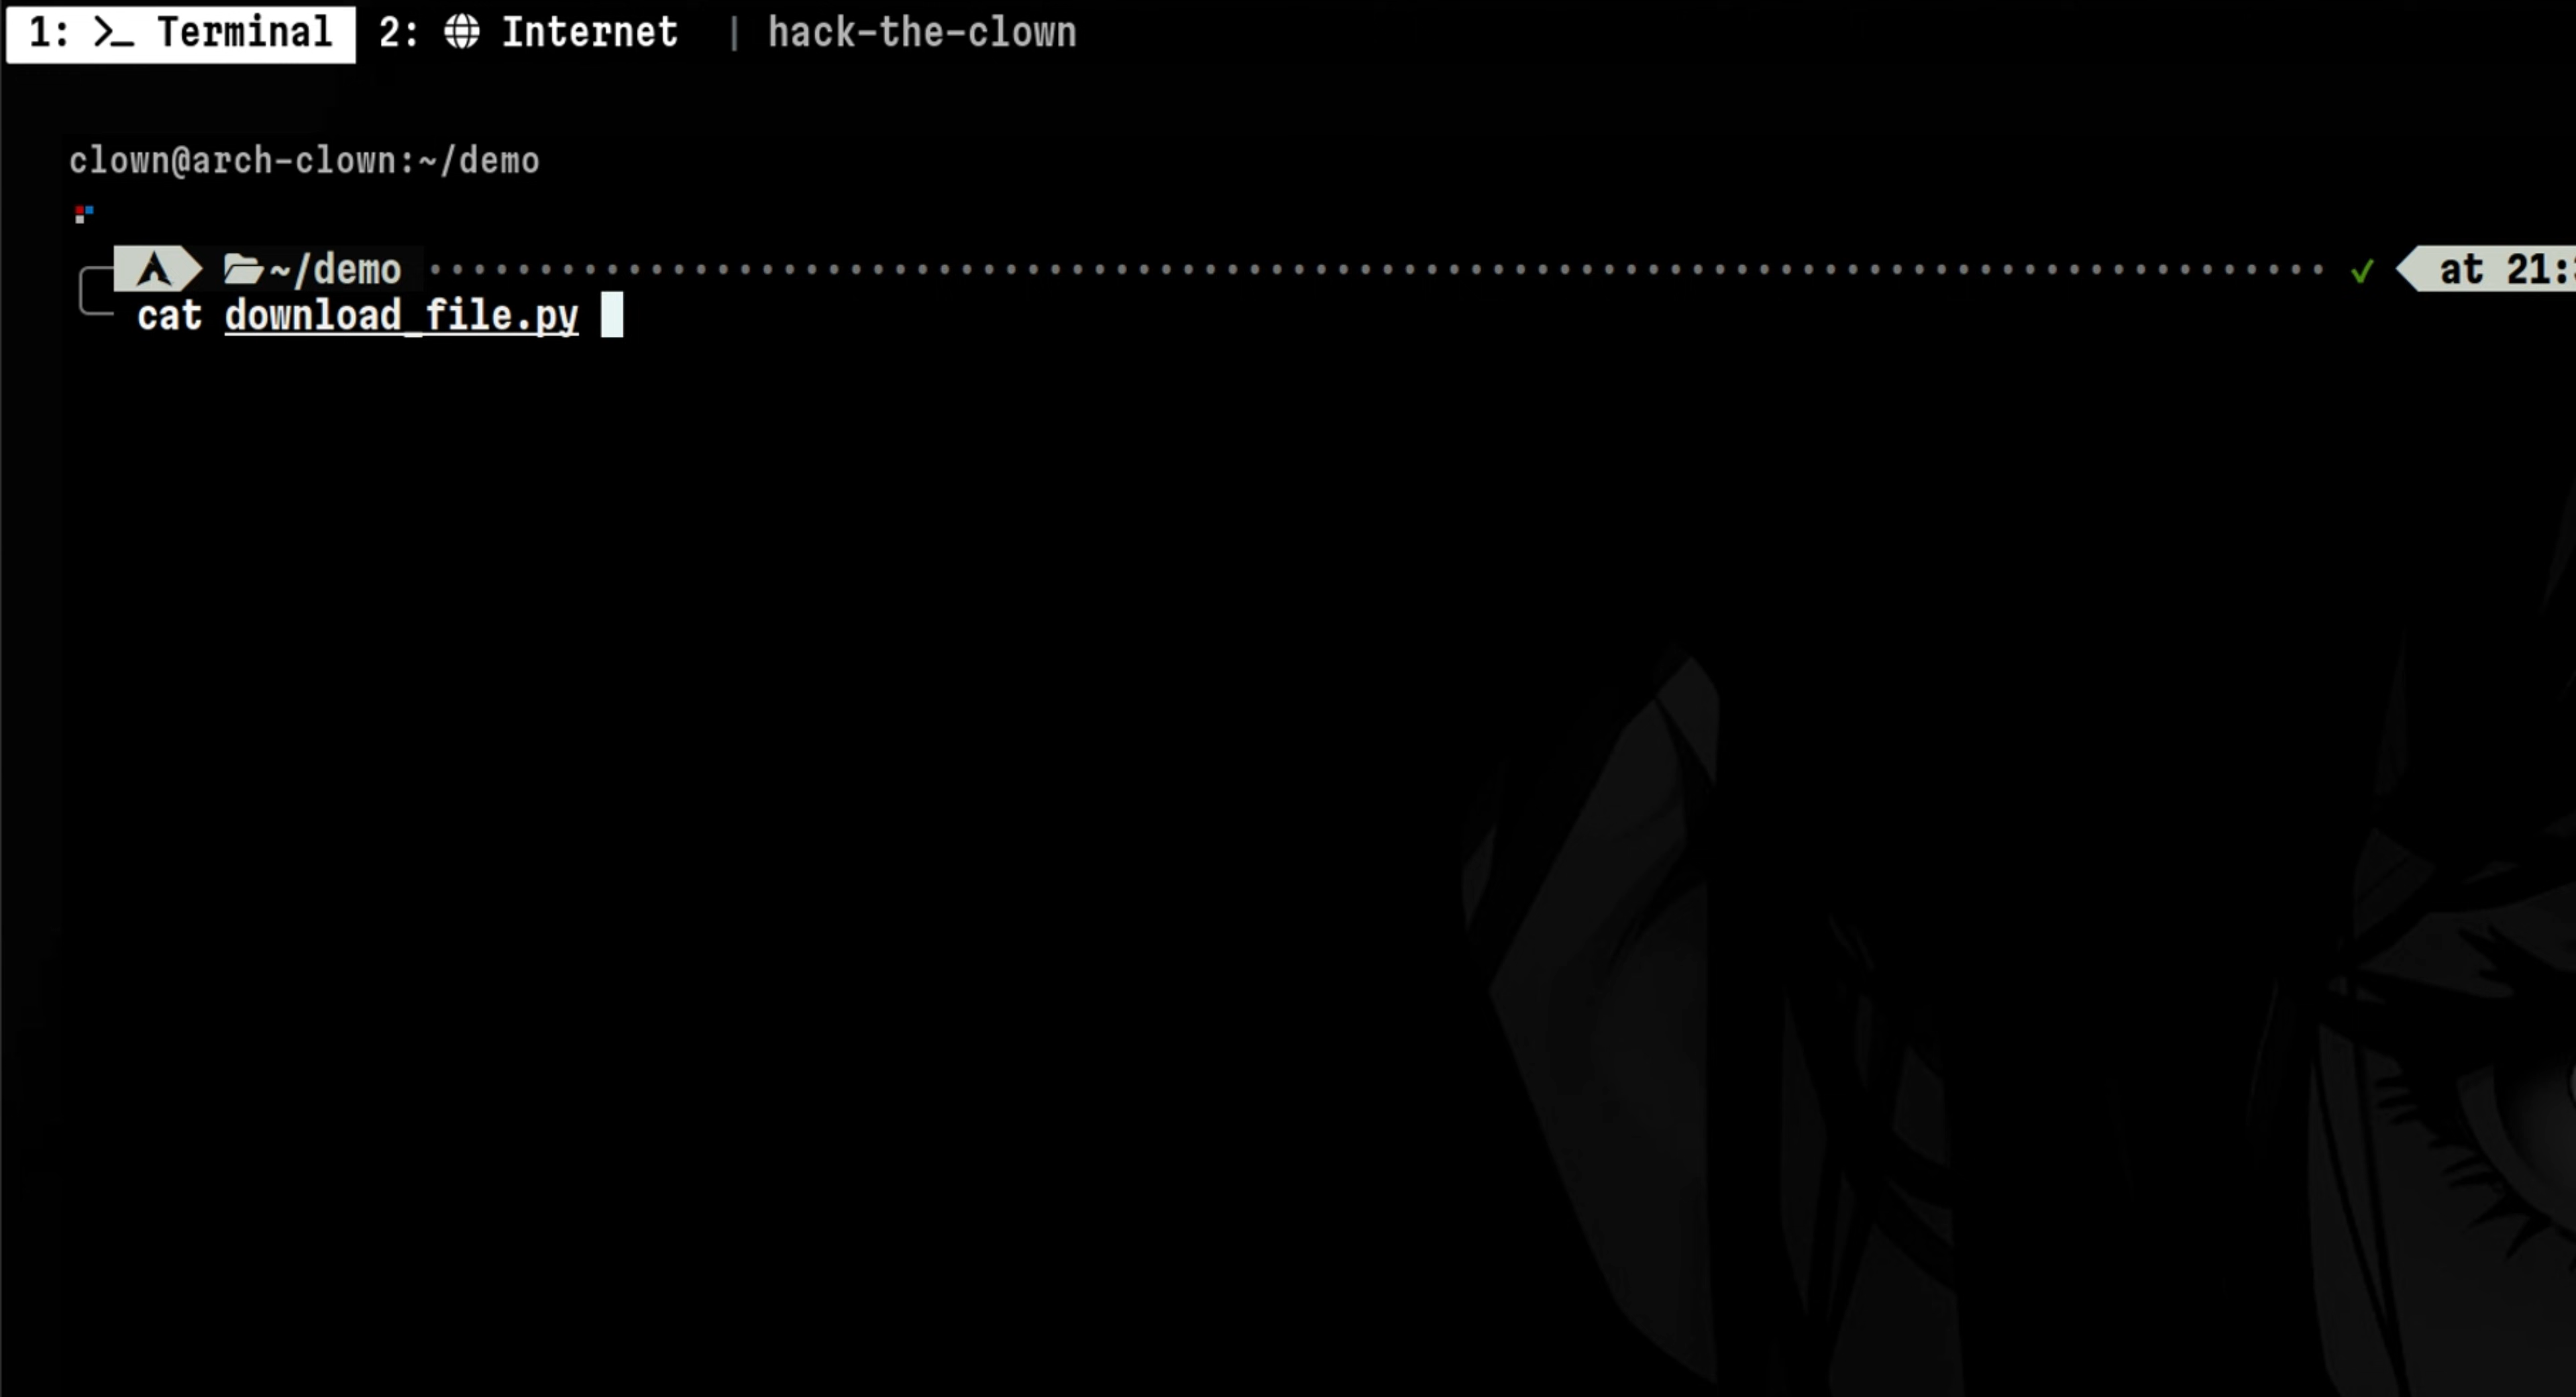 1: >_ Terminal 2: Internet | hack-the-clown
clown@arch-clown:~/demo
~/demo ✓ at 21:
cat download_file.py